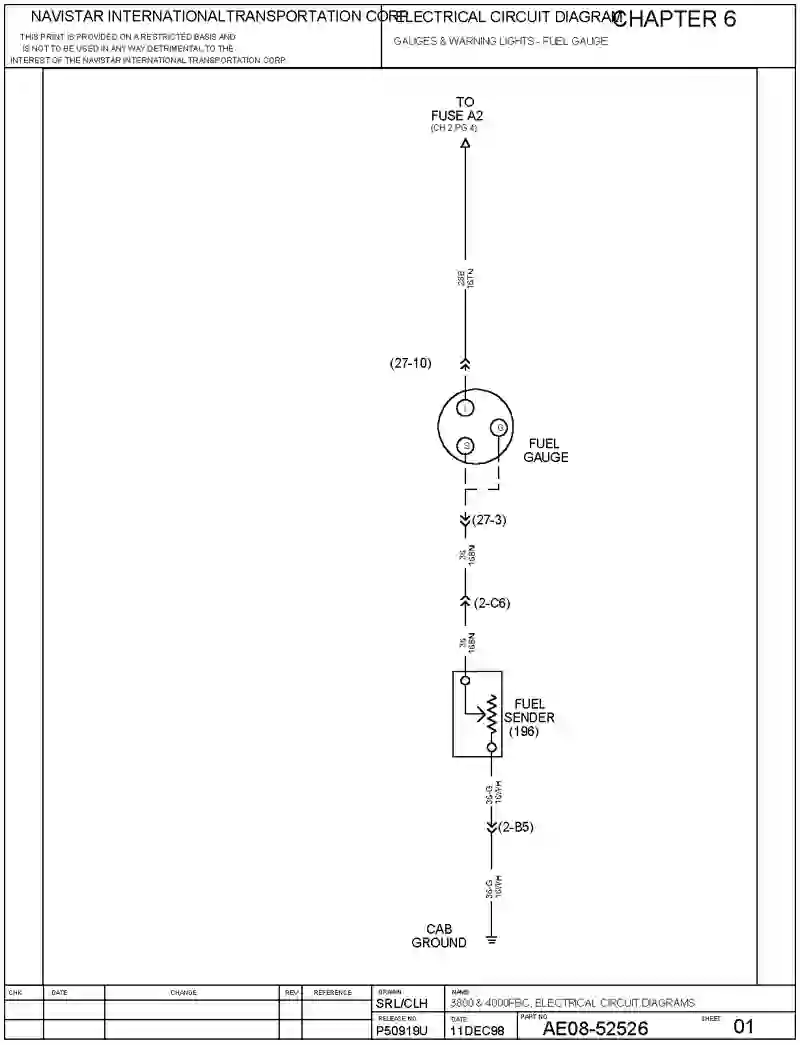 NAVISTAR INTERNATIONAL TRANSPORTATION CORP.
THIS PRINT IS PROVIDED ON A RESTRICTED BASIS AND
IS NOT TO BE USED IN ANY WAY DETRIMENTAL TO THE
INTEREST OF THE NAVISTAR INTERNATIONAL TRANSPORTATION CORP.
ELECTRICAL CIRCUIT DIAGRAM
CHAPTER 6
GAUGES & WARNING LIGHTS - FUEL GAUGE
TO
FUSE A2
(CH 2,PG 4)
28B
16TN
(27-10)
I
G
S
FUEL
GAUGE
(27-3)
36
16BN
(2-C6)
36
16BN
FUEL
SENDER
(196)
36-G
16WH
(2-B5)
36-G
16WH
CAB
GROUND
CHK
DATE
CHANGE
REV
REFERENCE
DRAWN
SRL/CLH
NAME
3800 & 4000FBC, ELECTRICAL CIRCUIT DIAGRAMS
RELEASE NO.
P50919U
DATE
11DEC98
PART NO.
AE08-52526
SHEET
01